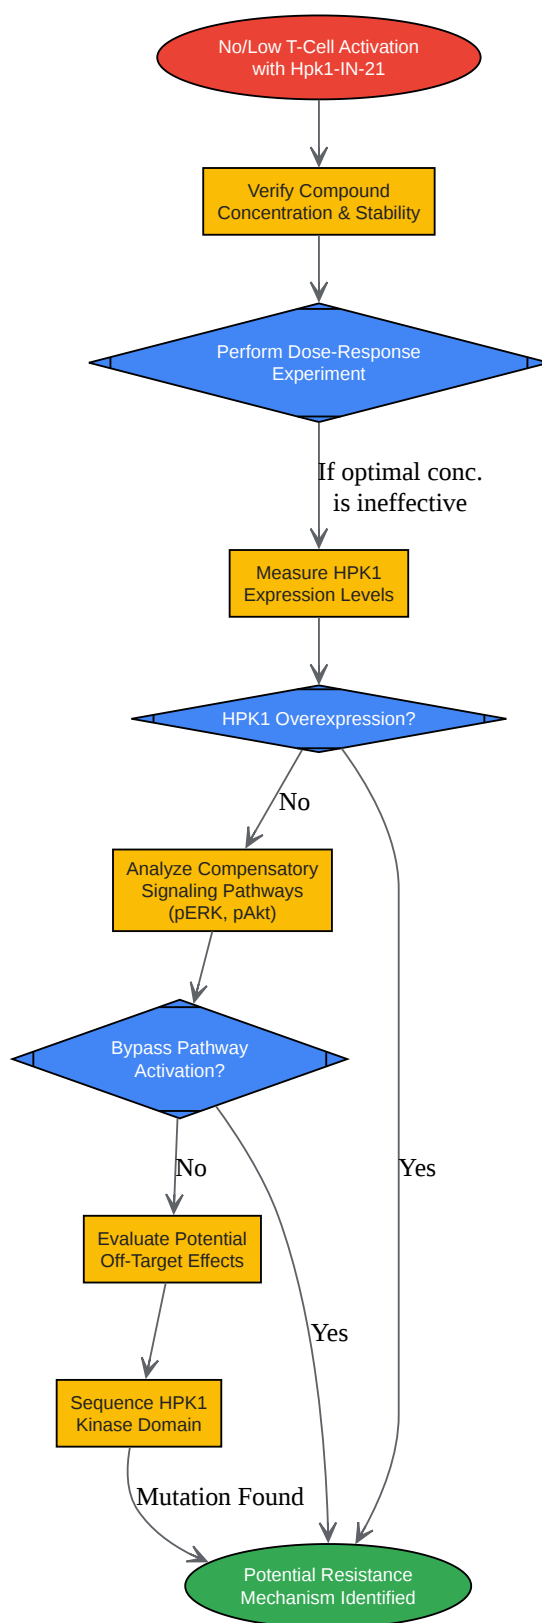 No/Low T-Cell Activation
with Hpk1-IN-21
Verify Compound
Concentration & Stability
Perform Dose-Response
Experiment
If optimal conc.
is ineffective
Measure HPK1
Expression Levels
HPK1 Overexpression?
No
Analyze Compensatory
Signaling Pathways
(pERK, pAkt)
Bypass Pathway
Activation?
No
Yes
Evaluate Potential
Off-Target Effects
Yes
Sequence HPK1
Kinase Domain
Mutation Found
Potential Resistance
Mechanism Identified